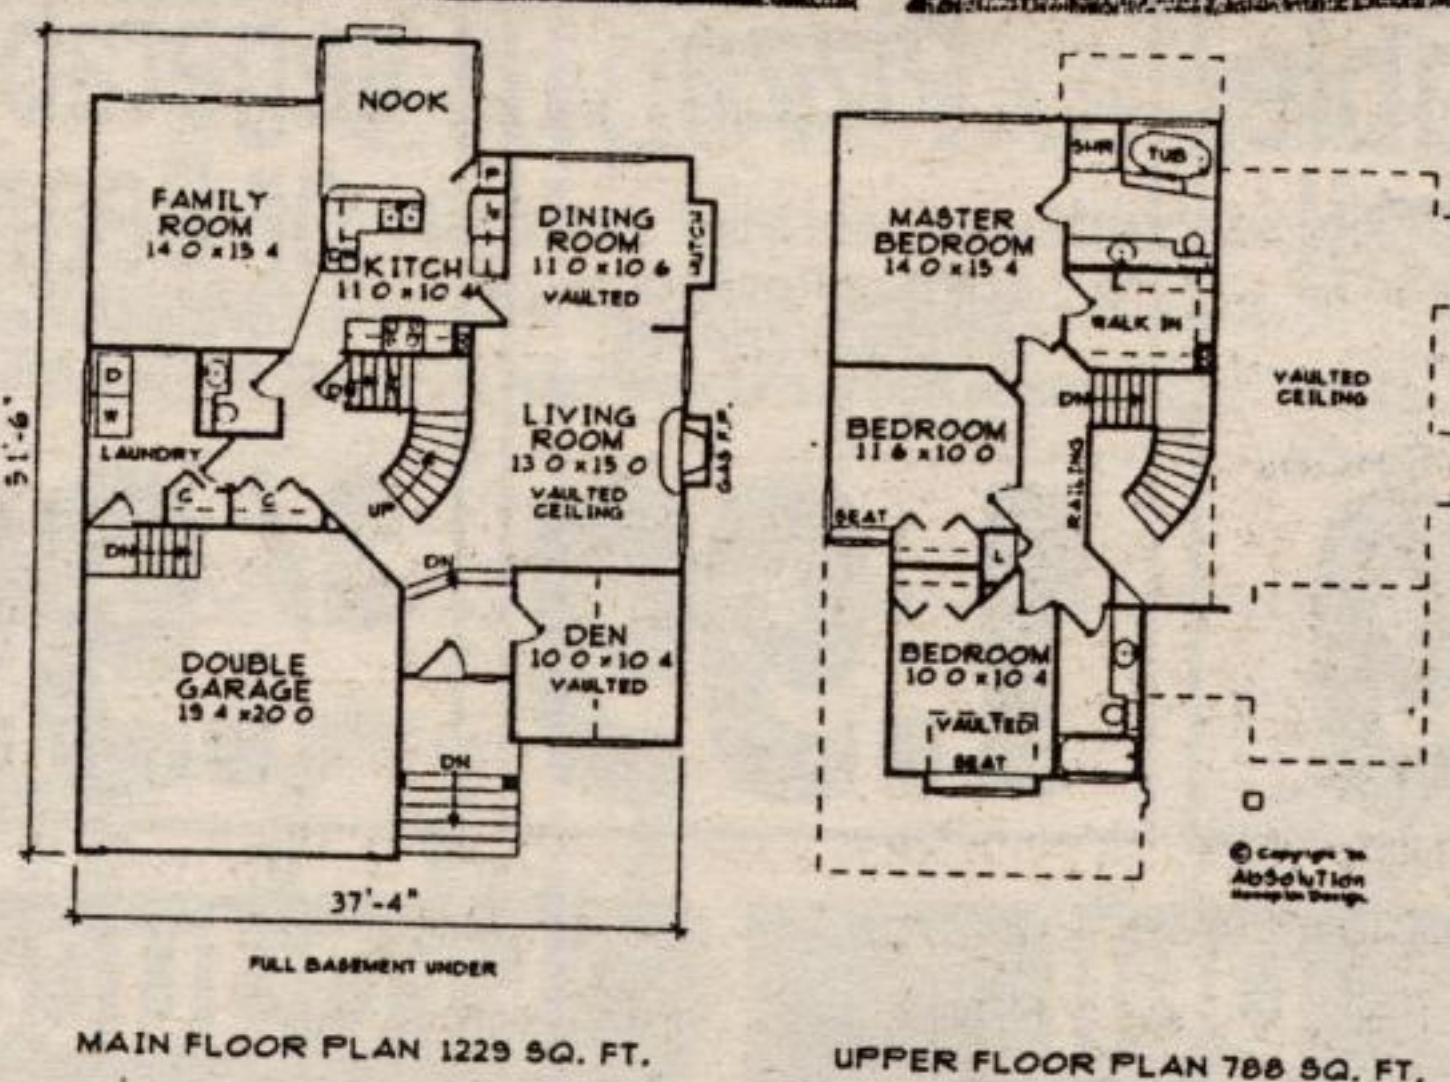 NOOK
FAMILY
ROOM
14 0 x 15 4
P
DINING
ROOM
11 0 x 10 6
VAULTED
HUTCH
KITCH
11 0 x 10 4
DN
D
W
LAUNDRY
C
C
UP
LIVING
ROOM
13 0 x 15 0
VAULTED
CEILING
GAS F.P.
51'-6"
DN
DN
DEN
10 0 x 10 4
VAULTED
DOUBLE
GARAGE
19 4 x 20 0
DN
37'-4"
FULL BASEMENT UNDER
MAIN FLOOR PLAN 1229 SQ. FT.
SHR
TUB
MASTER
BEDROOM
14 0 x 15 4
WALK IN
VAULTED
CEILING
DN
BEDROOM
11 6 x 10 0
RAILING
SEAT
L
BEDROOM
10 0 x 10 4
VAULTED
SEAT
© Copyright
AbSoluTion
Homeplan Design.
UPPER FLOOR PLAN 788 SQ. FT.